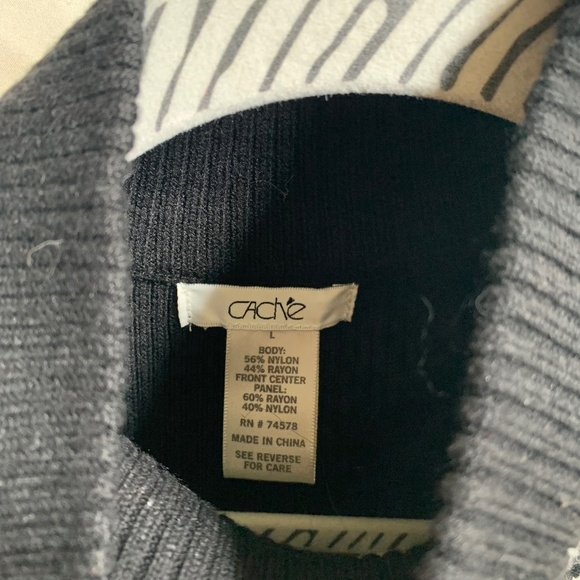 CAChé
L
BODY:
56% NYLON
44% RAYON
FRONT CENTER
PANEL:
60% RAYON
40% NYLON
RN # 74578
MADE IN CHINA
SEE REVERSE
FOR CARE